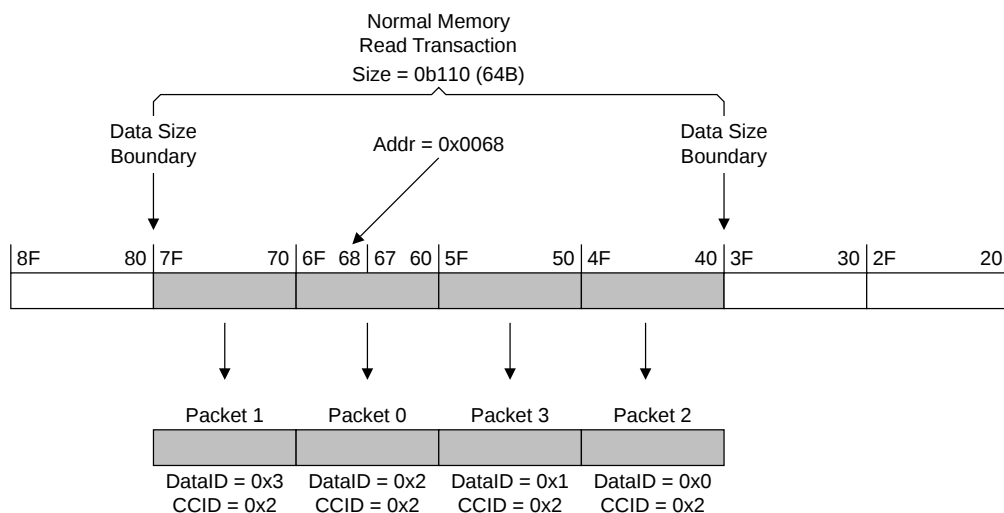 Normal Memory
Read Transaction
Size = 0b110 (64B)
Data Size
Boundary
Addr = 0x0068
Data Size
Boundary
8F 80 7F 70 6F 68 67 60 5F 50 4F 40 3F 30 2F 20
Packet 1 Packet 0 Packet 3 Packet 2
DataID = 0x3 DataID = 0x2 DataID = 0x1 DataID = 0x0
CCID = 0x2 CCID = 0x2 CCID = 0x2 CCID = 0x2